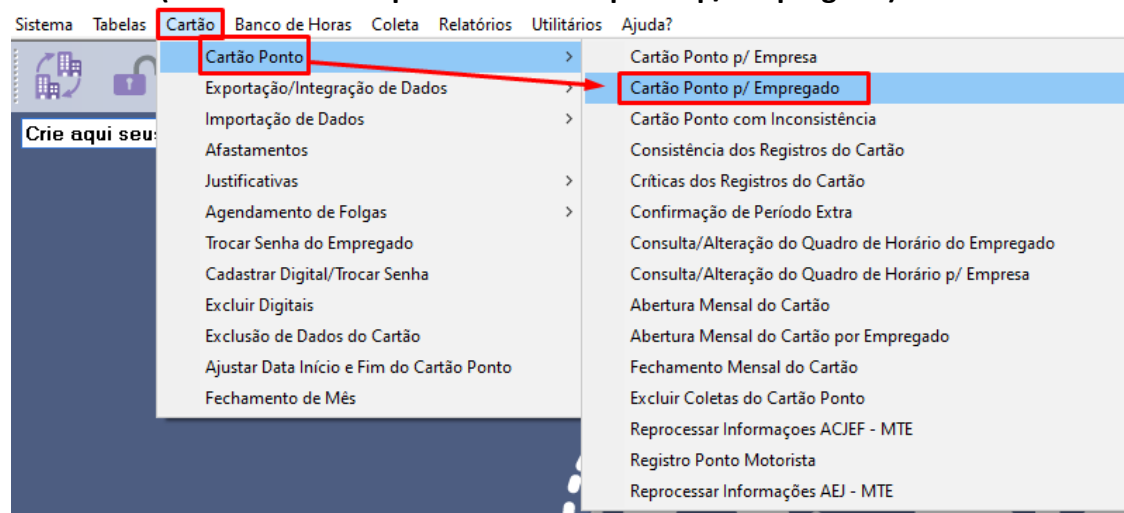 Sistema Tabelas Cartão Banco de Horas Coleta Relatórios Utilitários Ajuda?
Crie aqui seu
Cartão Ponto
Exportação/Integração de Dados
Importação de Dados
Afastamentos
Justificativas
Agendamento de Folgas
Trocar Senha do Empregado
Cadastrar Digital/Trocar Senha
Excluir Digitais
Exclusão de Dados do Cartão
Ajustar Data Início e Fim do Cartão Ponto
Fechamento de Mês
Cartão Ponto p/ Empresa
Cartão Ponto p/ Empregado
Cartão Ponto com Inconsistência
Consistência dos Registros do Cartão
Críticas dos Registros do Cartão
Confirmação de Período Extra
Consulta/Alteração do Quadro de Horário do Empregado
Consulta/Alteração do Quadro de Horário p/ Empresa
Abertura Mensal do Cartão
Abertura Mensal do Cartão por Empregado
Fechamento Mensal do Cartão
Excluir Coletas do Cartão Ponto
Reprocessar Informaçoes ACJEF - MTE
Registro Ponto Motorista
Reprocessar Informações AEJ - MTE